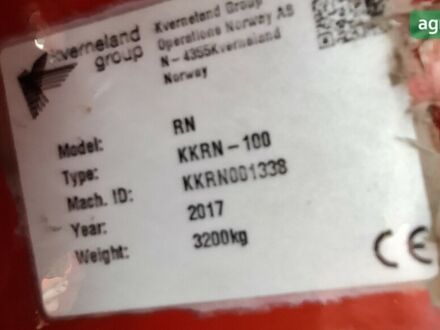 Kverneland
group
Kverneland Group
Operations Norway AS
N-4355Kvernaland
Norway
Model: RN
Type: KKRN-100
Mach. ID: KKRN001338
Year: 2017
Weight: 3200kg
CE
ag